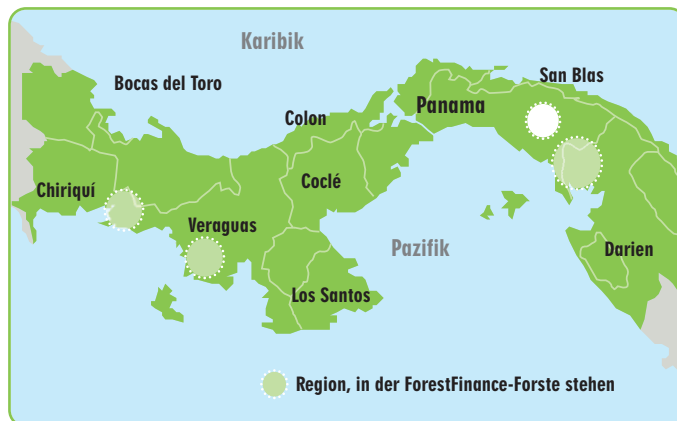 Karibik
San Blas
Bocas del Toro
Panama
Colon
Chiriquí
Coclé
Veraguas
Pazifik
Darien
Los Santos
Region, in der ForestFinance-Forste stehen